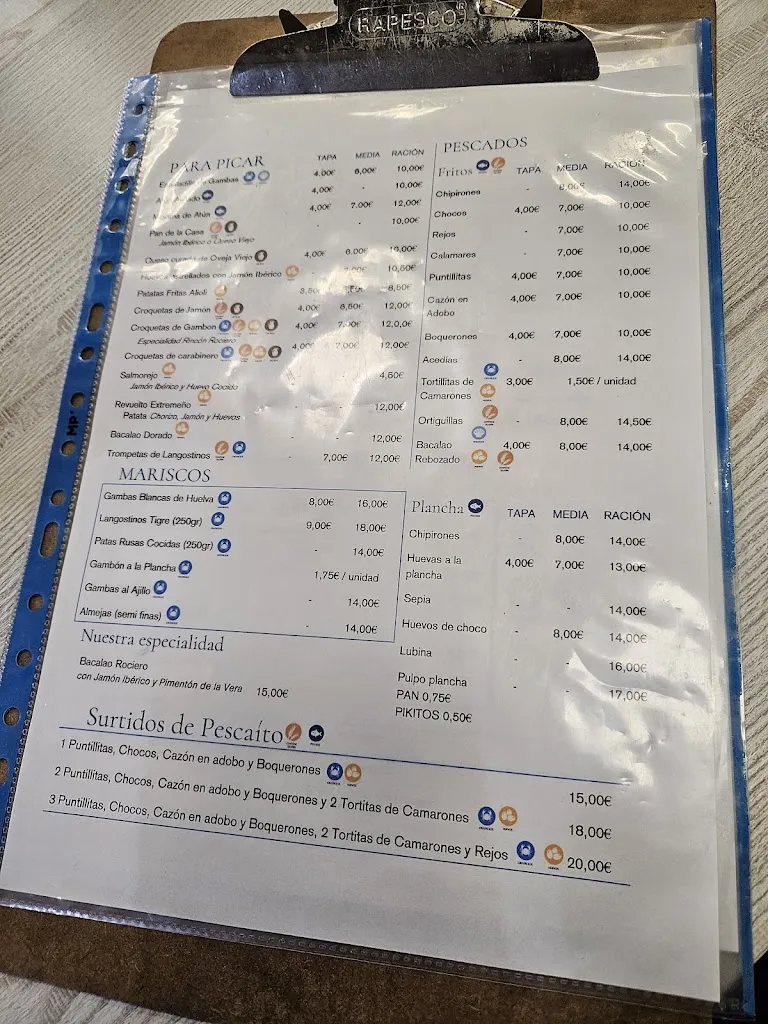 RAPESCO
PARA PICAR TAPA MEDIA RACIÓN
Gambas 4,00€ 6,00€ 10,00€
4,00€ - 10,00€
de Atún 4,00€ 7,00€ 12,00€
Pan de la Casa - - 10,00€
Jamón Ibérico o Queso Viejo
Queso curado de Oveja Viejo 4,00€ 6,00€ 10,00€
con Jamón Ibérico - 10,50€
Patatas Fritas Alioli 8,50€
Croquetas de Jamón 4,00€ 6,50€ 12,00€
Croquetas de Gambon 4,00€ 7,00€ 12,0,0€
Especialidad Rincón Rociero
Croquetas de carabinero 4,00€ 7,00€ 12,00€
Salmorejo - - 4,50€
Jamón Ibérico y Huevo Cocido
Revuelto Extremeño - - 12,00€
Patata Chorizo, Jamón y Huevos
Bacalao Dorado - - 12,00€
Trompetas de Langostinos - 7,00€ 12,00€
MARISCOS
Gambas Blancas de Huelva 8,00€ 16,00€
Langostinos Tigre (250gr) 9,00€ 18,00€
Patas Rusas Cocidas (250gr) - 14,00€
Gambón a la Plancha 1,75€ / unidad
Gambas al Ajillo - 14,00€
Almejas (semi finas) - 14,00€
Nuestra especialidad
Bacalao Rociero
con Jamón Ibérico y Pimentón de la Vera 15,00€
PESCADOS
Fritos TAPA MEDIA RACIÓN
Chipirones - 8,00€ 14,00€
Chocos 4,00€ 7,00€ 10,00€
Rejos - 7,00€ 10,00€
Calamares - 7,00€ 10,00€
Puntillitas 4,00€ 7,00€ 10,00€
Cazón en 4,00€ 7,00€ 10,00€
Adobo
Boquerones 4,00€ 7,00€ 10,00€
Acedías - 8,00€ 14,00€
Tortillitas de 3,00€ 1,50€ / unidad
Camarones
Ortiguillas - 8,00€ 14,50€
Bacalao 4,00€ 8,00€ 14,00€
Rebozado
Plancha TAPA MEDIA RACIÓN
Chipirones - 8,00€ 14,00€
Huevas a la 4,00€ 7,00€ 13,00€
plancha
Sepia - - 14,00€
Huevos de choco - 8,00€ 14,00€
Lubina - - 16,00€
Pulpo plancha - - 17,00€
PAN 0,75€
PIKITOS 0,50€
Surtidos de Pescaíto
1 Puntillitas, Chocos, Cazón en adobo y Boquerones 15,00€
2 Puntillitas, Chocos, Cazón en adobo y Boquerones y 2 Tortitas de Camarones 18,00€
3 Puntillitas, Chocos, Cazón en adobo y Boquerones, 2 Tortitas de Camarones y Rejos 20,00€
MP